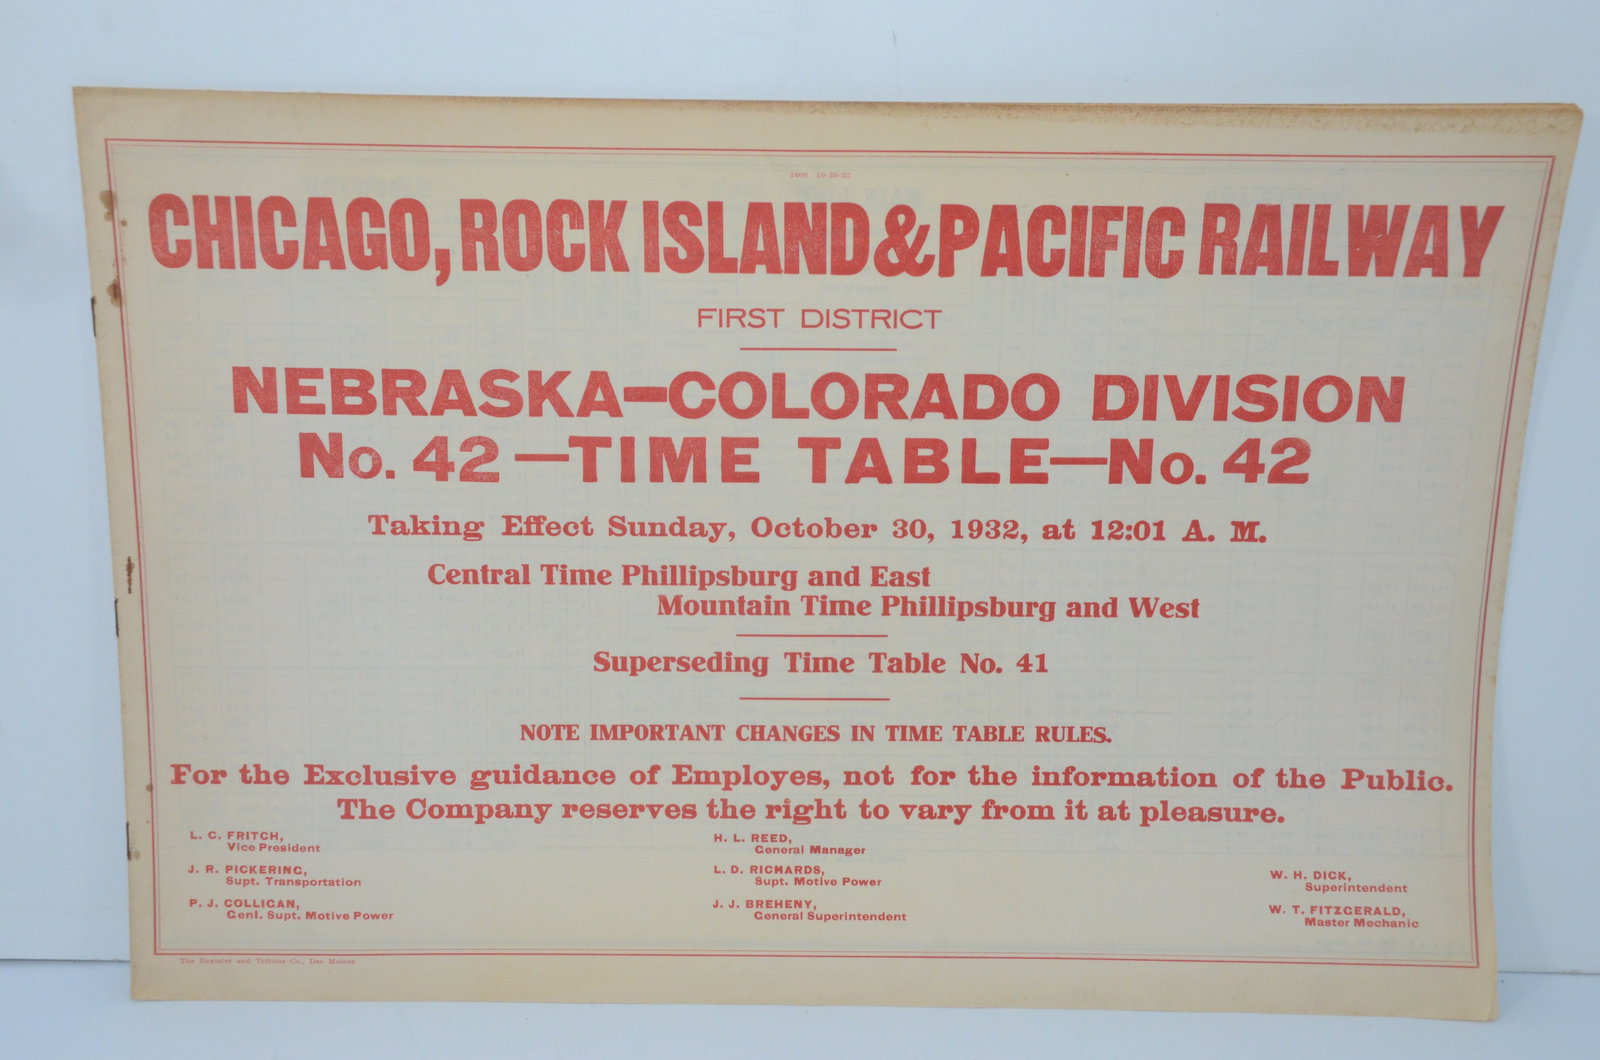 1000 10-20-32
CHICAGO, ROCK ISLAND & PACIFIC RAILWAY
FIRST DISTRICT
NEBRASKA—COLORADO DIVISION
No. 42—TIME TABLE—No. 42
Taking Effect Sunday, October 30, 1932, at 12:01 A. M.
Central Time Phillipsburg and East
Mountain Time Phillipsburg and West
Superseding Time Table No. 41
NOTE IMPORTANT CHANGES IN TIME TABLE RULES.
For the Exclusive guidance of Employes, not for the information of the Public.
The Company reserves the right to vary from it at pleasure.
L. C. FRITCH,
Vice President
J. R. PICKERING,
Supt. Transportation
P. J. COLLIGAN,
Genl. Supt. Motive Power
H. L. REED,
General Manager
L. D. RICHARDS,
Supt. Motive Power
J. J. BREHENY,
General Superintendent
W. H. DICK,
Superintendent
W. T. FITZGERALD,
Master Mechanic
The Register and Tribune Co., Des Moines